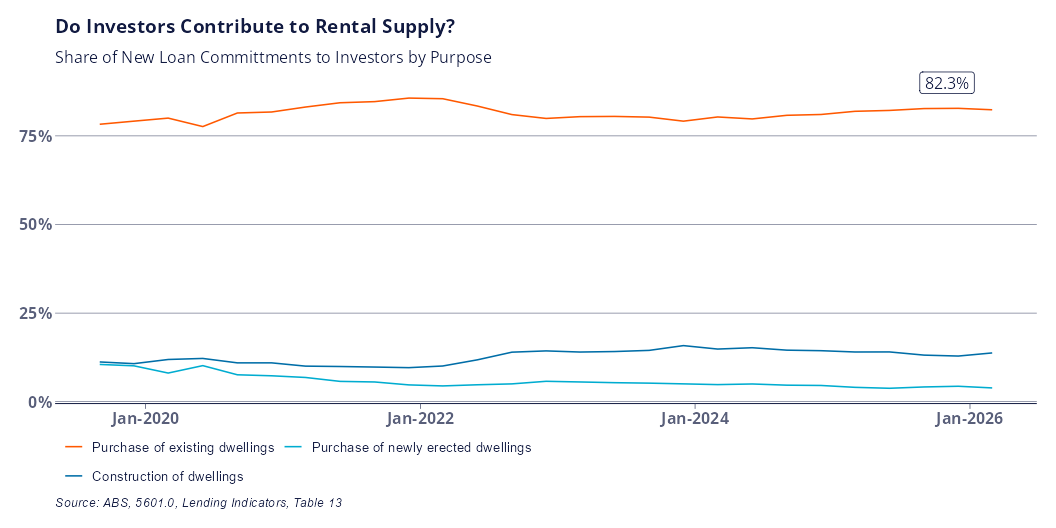 Do Investors Contribute to Rental Supply?
Share of New Loan Committments to Investors by Purpose
82.3%
75%
50%
25%
0%
Jan-2020 Jan-2022 Jan-2024 Jan-2026
Purchase of existing dwellings Purchase of newly erected dwellings
Construction of dwellings
Source: ABS, 5601.0, Lending Indicators, Table 13